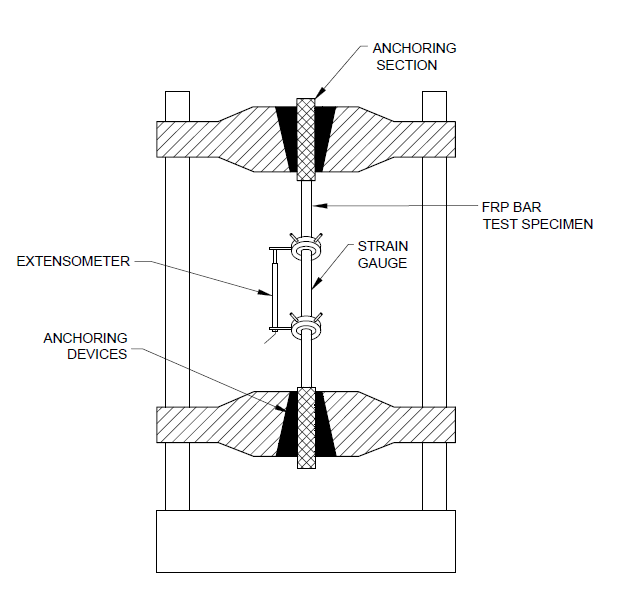 ANCHORING
SECTION
FRP BAR
TEST SPECIMEN
STRAIN
GAUGE
EXTENSOMETER
ANCHORING
DEVICES